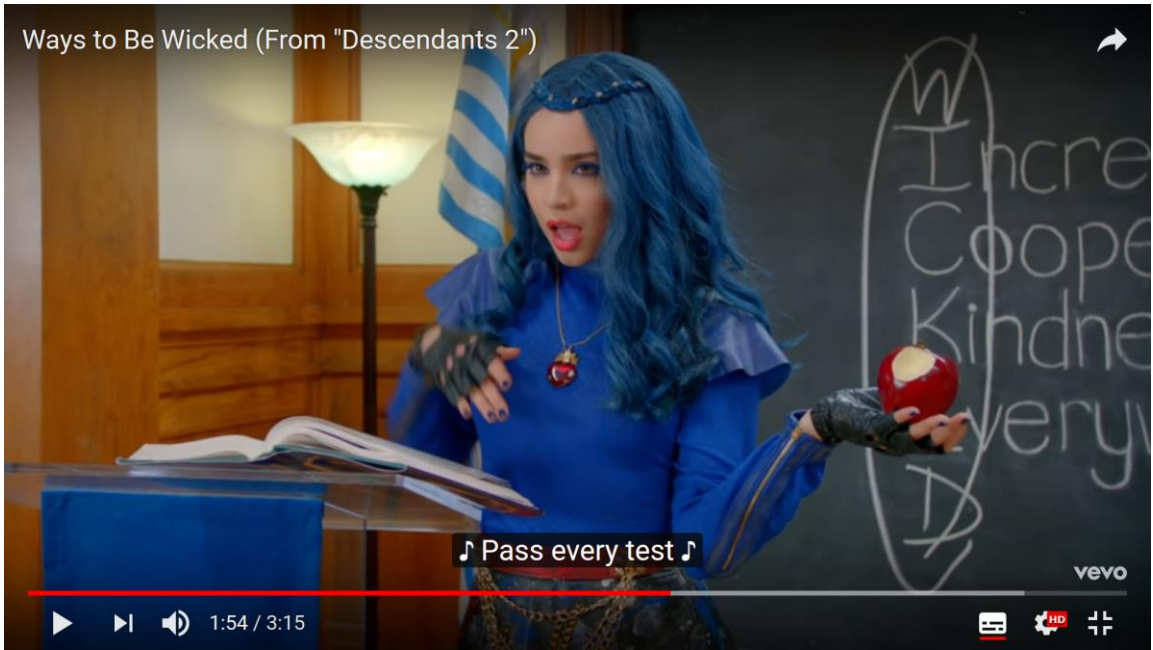 Ways to Be Wicked (From "Descendants 2")
W
Incre
Coope
Kindne
veryw
D
♪ Pass every test ♪
vevo
1:54 / 3:15
HD